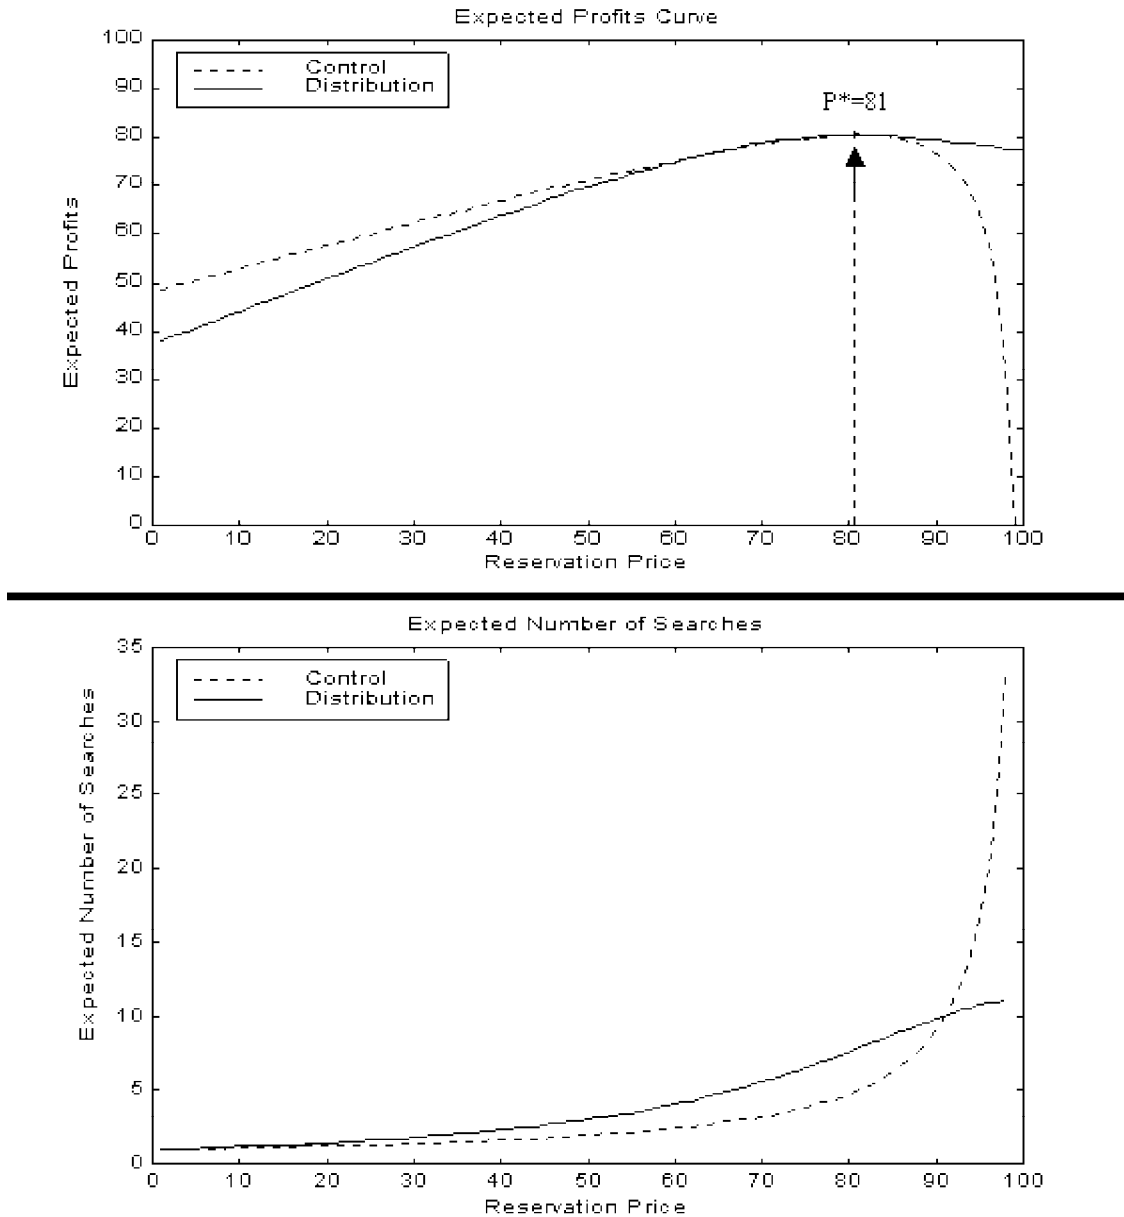 Expected Profits Curve
100
90
80
70
60
50
40
30
20
10
0
Expected Profits
Control
Distribution
P*=81
0 10 20 30 40 50 60 70 80 90 100
Reservation Price
Expected Number of Searches
35
30
25
20
15
10
5
0
Expected Number of Searches
Control
Distribution
0 10 20 30 40 50 60 70 80 90 100
Reservation Price